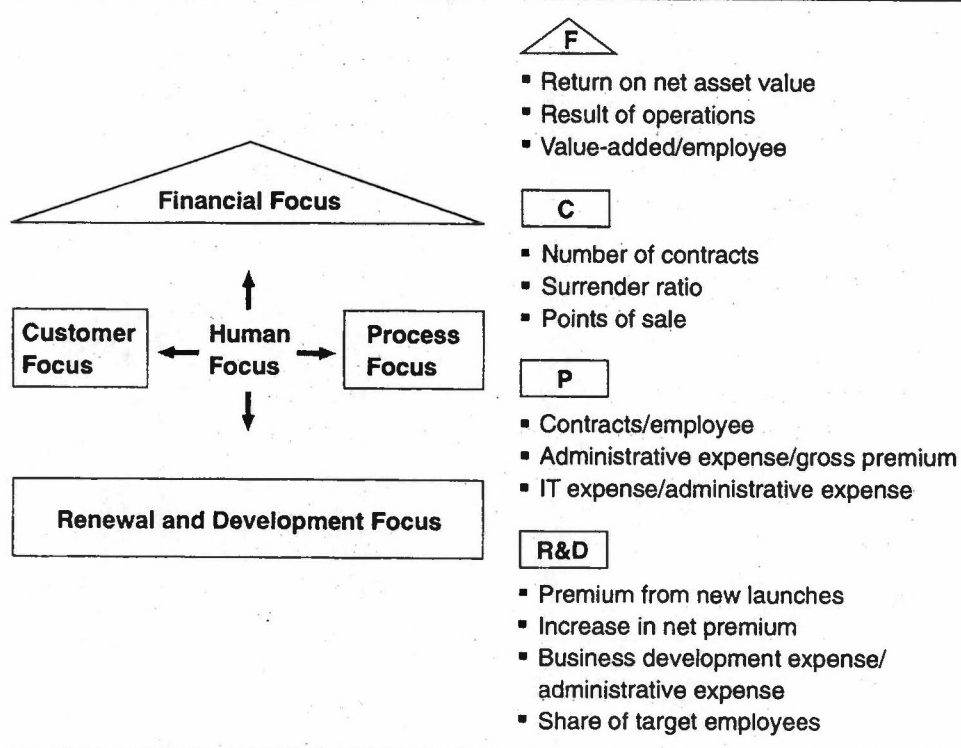 Financial Focus
Customer
Focus
Human
Focus
Process
Focus
Renewal and Development Focus
F
▪ Return on net asset value
▪ Result of operations
▪ Value-added/employee
C
▪ Number of contracts
▪ Surrender ratio
▪ Points of sale
P
▪ Contracts/employee
▪ Administrative expense/gross premium
▪ IT expense/administrative expense
R&D
▪ Premium from new launches
▪ Increase in net premium
▪ Business development expense/
administrative expense
▪ Share of target employees